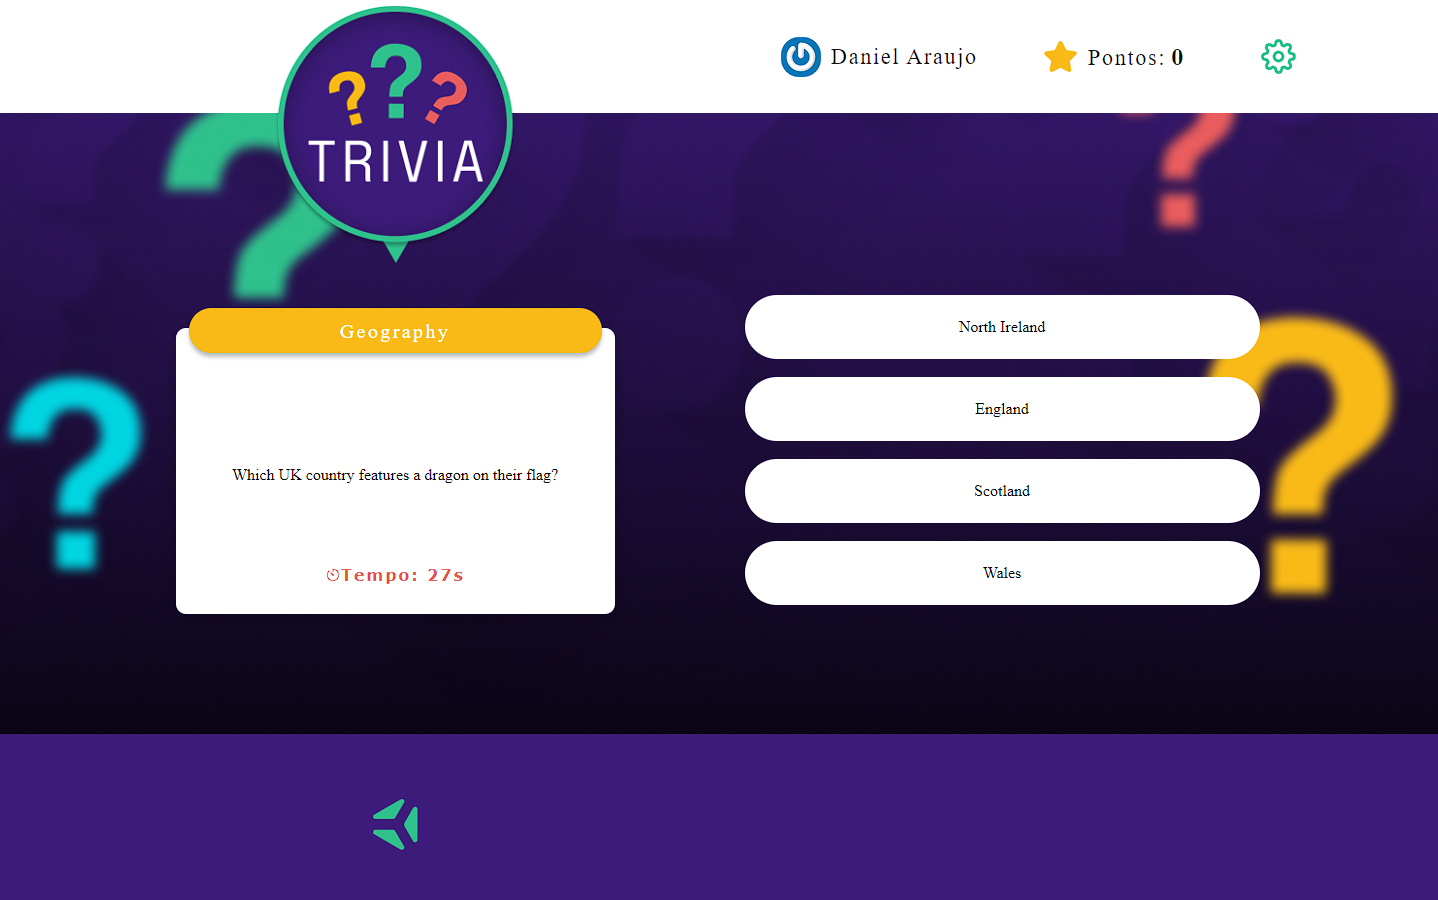 ? ? ?
TRIVIA
Daniel Araujo
Pontos: 0
Geography
Which UK country features a dragon on their flag?
Tempo: 27s
North Ireland
England
Scotland
Wales